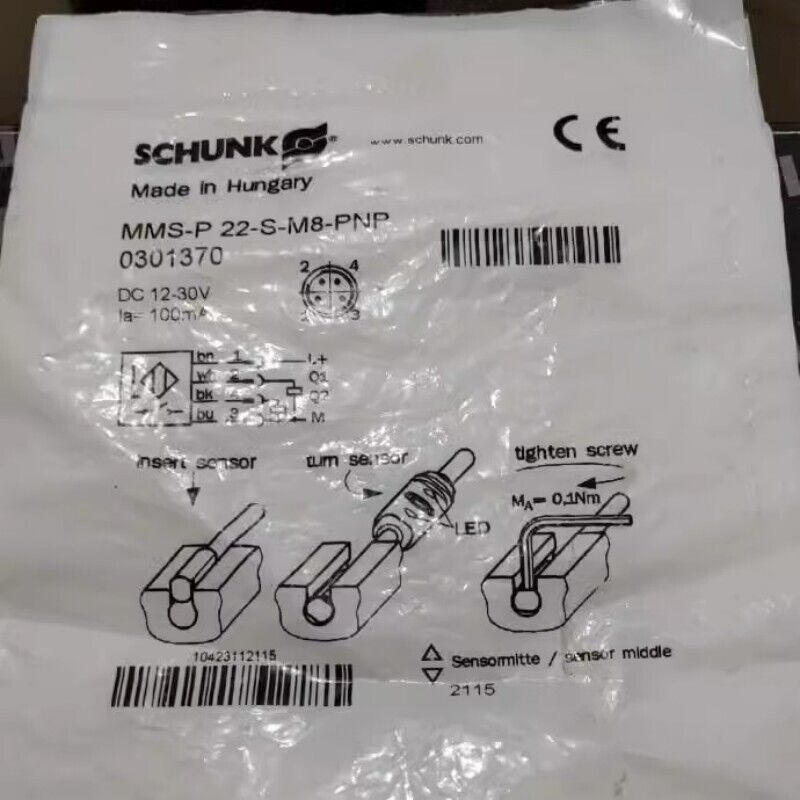 SCHUNK ® www.schunk.com CE
Made in Hungary
MMS-P 22-S-M8-PNP
0301370
2 4
DC 12-30V
3
Ia= 100mA
bn 1 L+
wh 2 Q1
bk 4 Q2
bu 3 M
insert sensor turn sensor tighten screw
MA= 0,1Nm
LED
10423112115
Sensormitte / sensor middle
2115